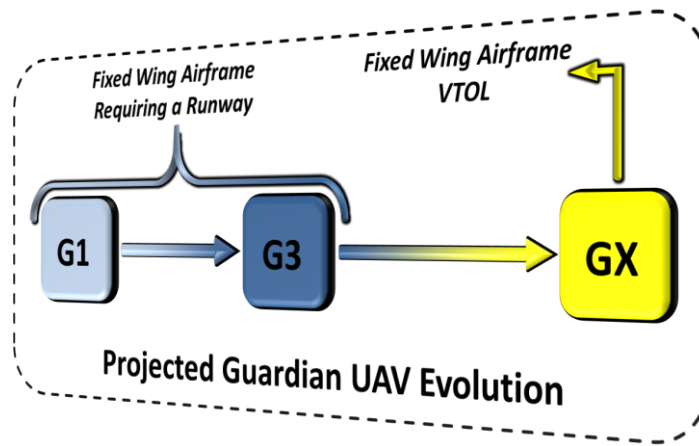 Fixed Wing Airframe
Requiring a Runway
Fixed Wing Airframe
VTOL
G1
G3
GX
Projected Guardian UAV Evolution